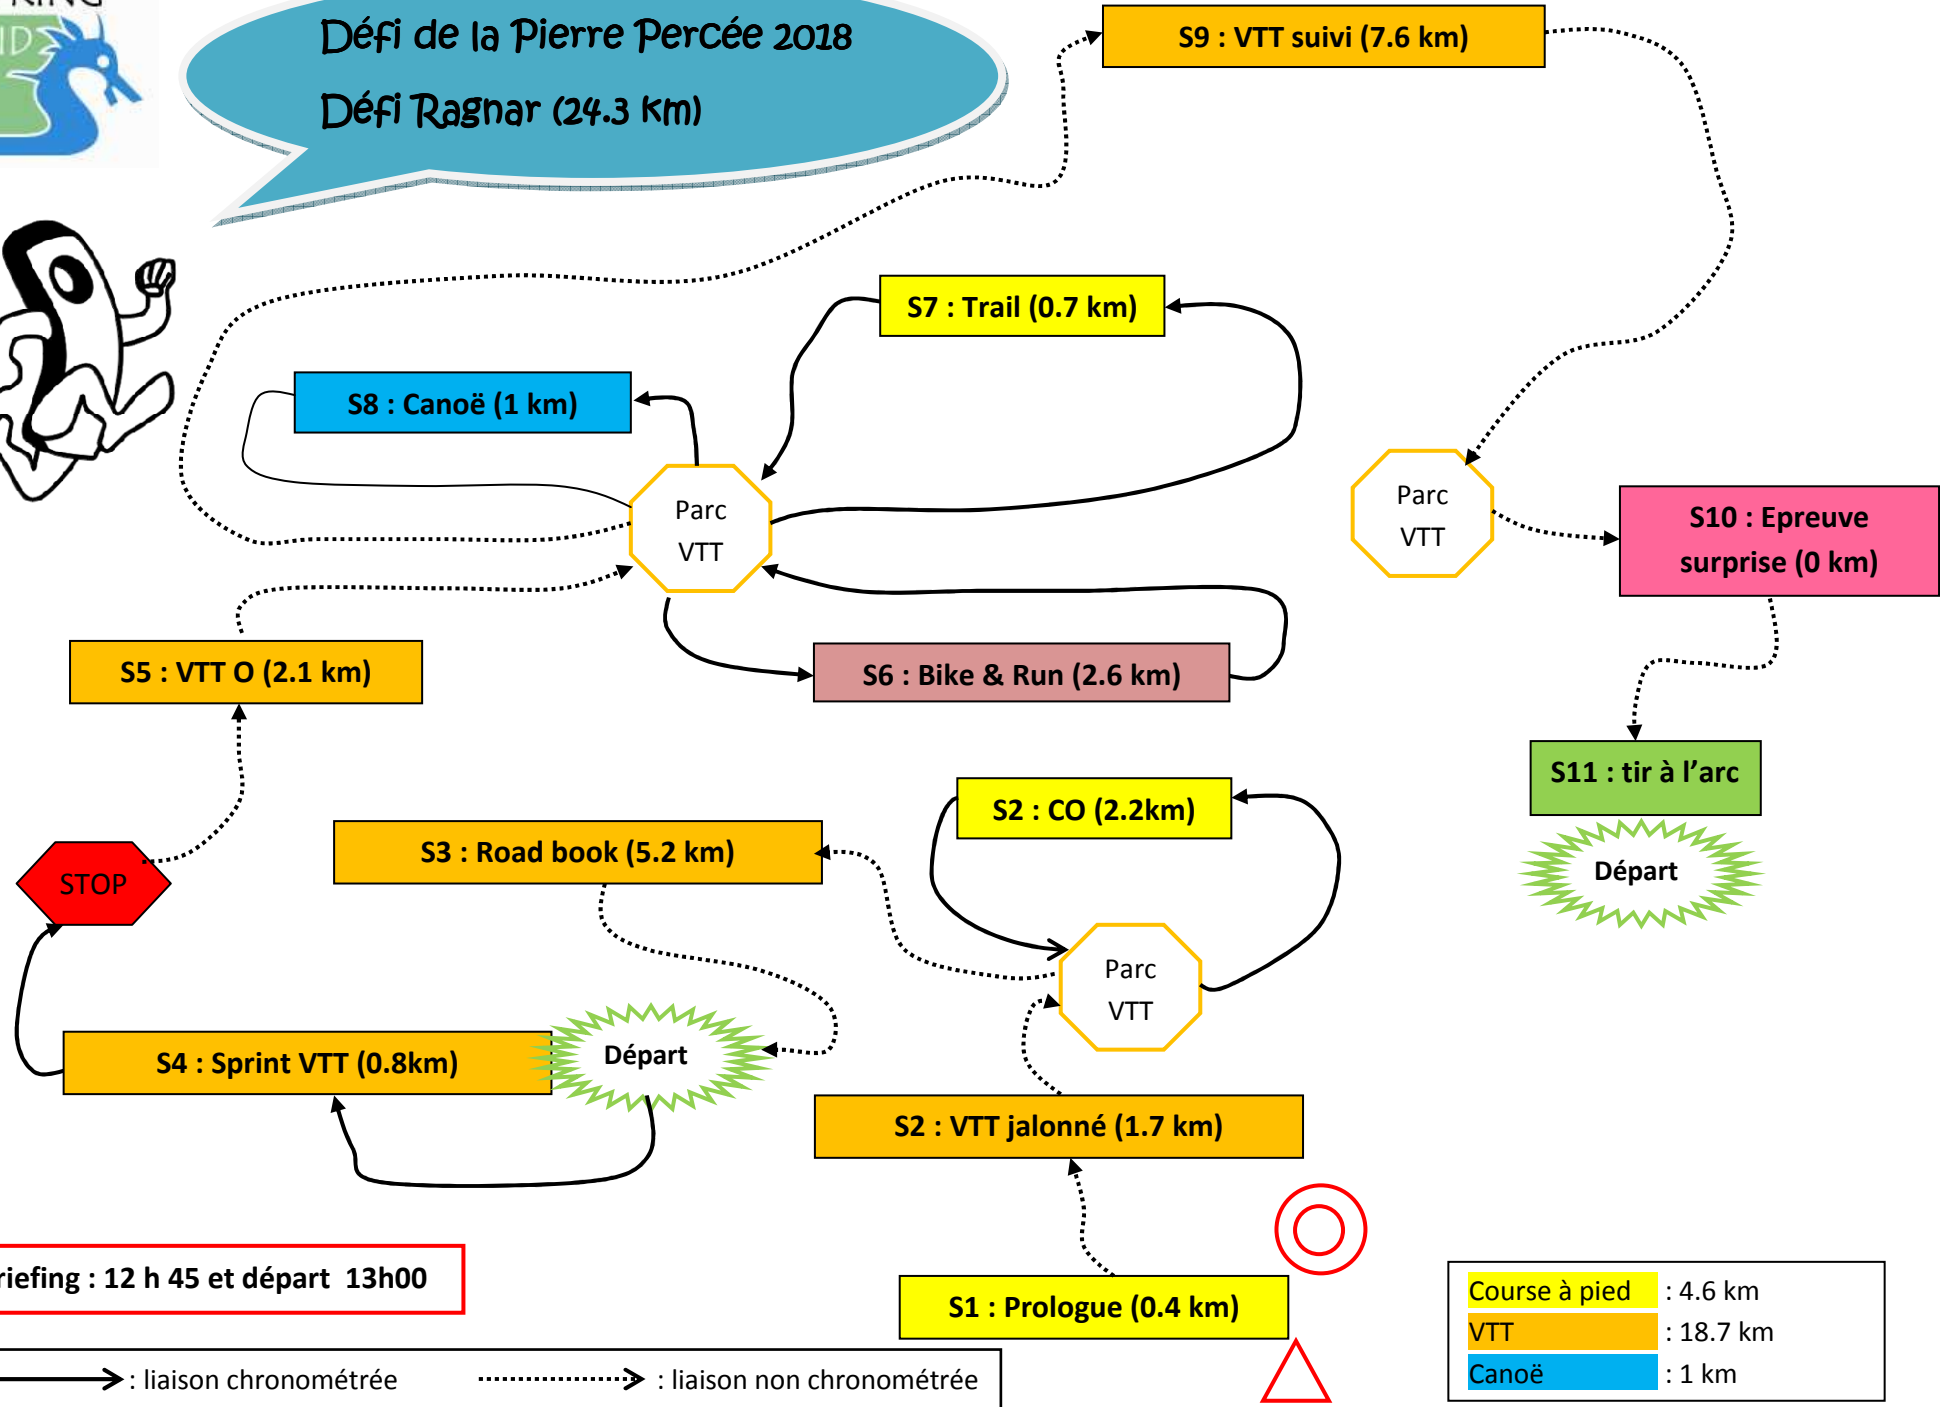 KING
ID
Défi de la Pierre Percée 2018
Défi Ragnar (24.3 km)
S9 : VTT suivi (7.6 km)
S7 : Trail (0.7 km)
S8 : Canoë (1 km)
Parc
VTT
Parc
VTT
S10 : Epreuve
surprise (0 km)
S5 : VTT O (2.1 km)
S6 : Bike & Run (2.6 km)
S11 : tir à l’arc
Départ
S2 : CO (2.2km)
S3 : Road book (5.2 km)
STOP
Parc
VTT
S4 : Sprint VTT (0.8km)
Départ
S2 : VTT jalonné (1.7 km)
riefing : 12 h 45 et départ 13h00
S1 : Prologue (0.4 km)
Course à pied : 4.6 km
VTT : 18.7 km
Canoë : 1 km
: liaison chronométrée : liaison non chronométrée